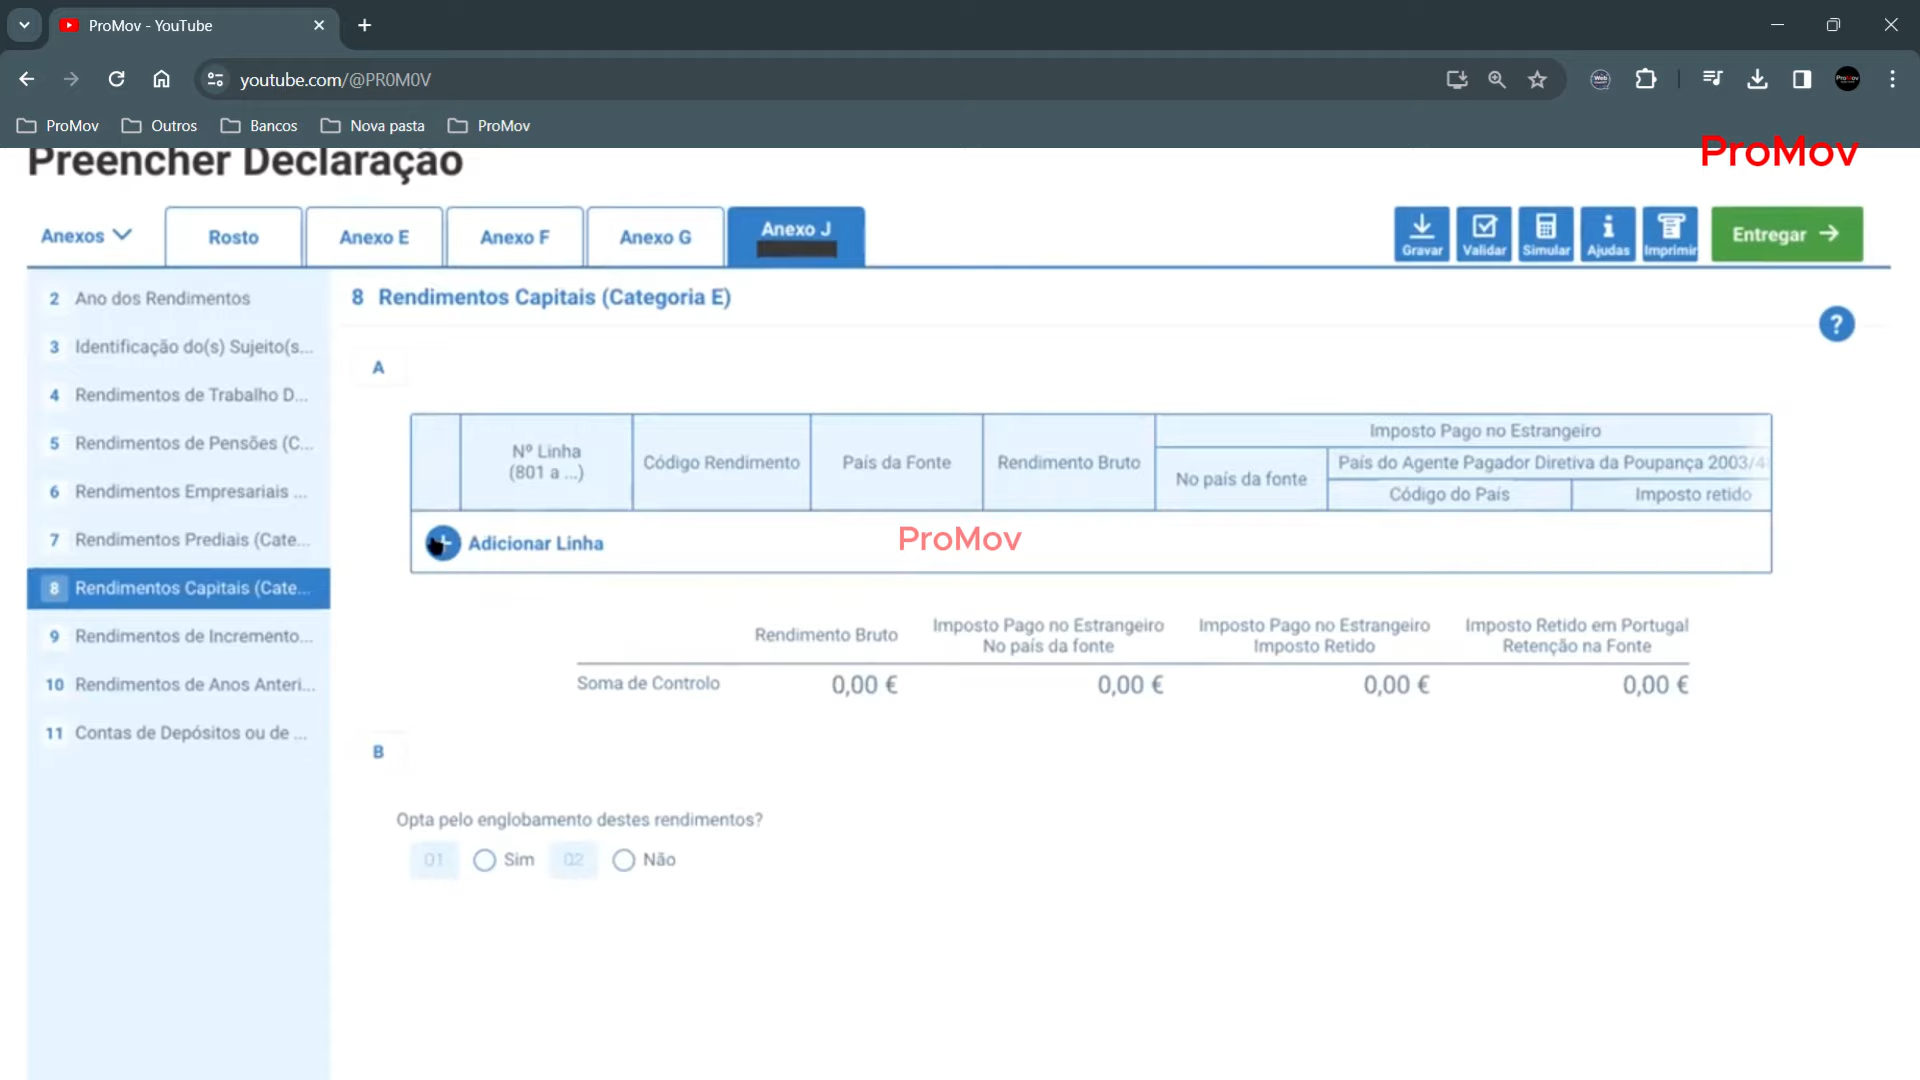 ProMov - YouTube
youtube.com/@PR0M0V
ProMov
Outros
Bancos
Nova pasta
ProMov
Preencher Declaração
ProMov
Anexos
Rosto
Anexo E
Anexo F
Anexo G
Anexo J
Gravar
Validar
Simular
Ajudas
Imprimir
Entregar
2 Ano dos Rendimentos
3 Identificação do(s) Sujeito(s...
4 Rendimentos de Trabalho D...
5 Rendimentos de Pensões (C...
6 Rendimentos Empresariais ...
7 Rendimentos Prediais (Cate...
8 Rendimentos Capitais (Cate...
9 Rendimentos de Incremento...
10 Rendimentos de Anos Anteri...
11 Contas de Depósitos ou de ...
8 Rendimentos Capitais (Categoria E)
?
A
Nº Linha
(801 a ...)
Código Rendimento
País da Fonte
Rendimento Bruto
Imposto Pago no Estrangeiro
No país da fonte
País do Agente Pagador Diretiva da Poupança 2003/4
Código do País
Imposto retido
Adicionar Linha
ProMov
Rendimento Bruto
Imposto Pago no Estrangeiro
No país da fonte
Imposto Pago no Estrangeiro
Imposto Retido
Imposto Retido em Portugal
Retenção na Fonte
Soma de Controlo 0,00 € 0,00 € 0,00 € 0,00 €
B
Opta pelo englobamento destes rendimentos?
01 Sim 02 Não